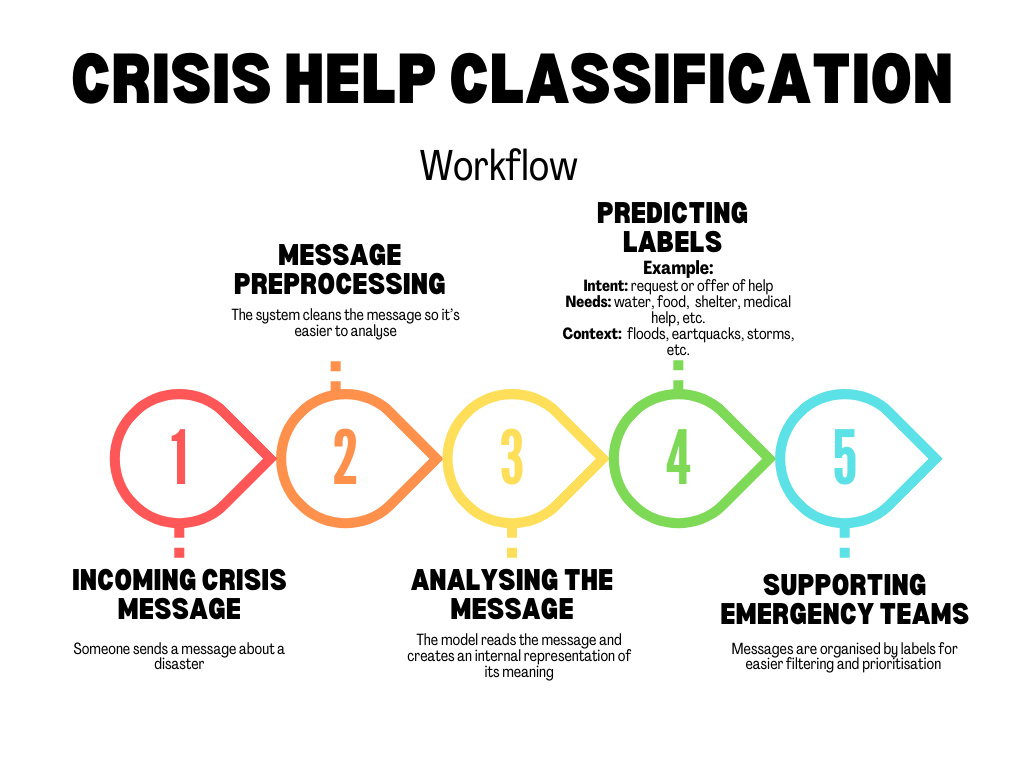 CRISIS HELP CLASSIFICATION
Workflow
1
INCOMING CRISIS
MESSAGE
Someone sends a message about a
disaster
2
MESSAGE
PREPROCESSING
The system cleans the message so it's
easier to analyse
3
ANALYSING THE
MESSAGE
The model reads the message and
creates an internal representation of
its meaning
4
PREDICTING
LABELS
Example:
Intent: request or offer of help
Needs: water, food, shelter, medical
help, etc.
Context: floods, eartquacks, storms,
etc.
5
SUPPORTING
EMERGENCY TEAMS
Messages are organised by labels for
easier filtering and prioritisation